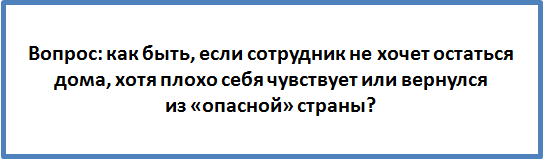 Вопрос: как быть, если сотрудник не хочет остаться
дома, хотя плохо себя чувствует или вернулся
из «опасной» страны?